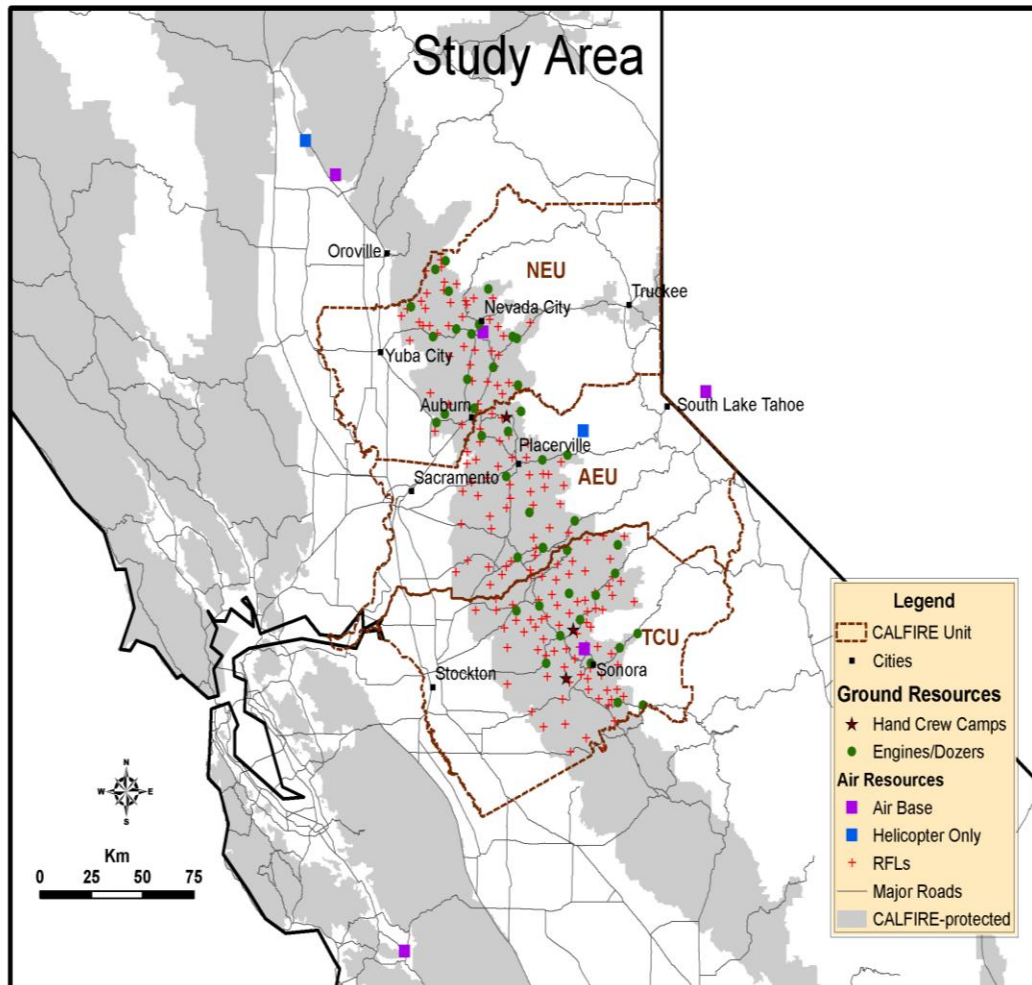 Study Area
Oroville
NEU
Truckee
Nevada City
Yuba City
Auburn
South Lake Tahoe
Placerville
Sacramento
AEU
TCU
Stockton
Sonora
N
W E
S
Km
0 25 50 75
Legend
CALFIRE Unit
Cities
Ground Resources
Hand Crew Camps
Engines/Dozers
Air Resources
Air Base
Helicopter Only
RFLs
Major Roads
CALFIRE-protected